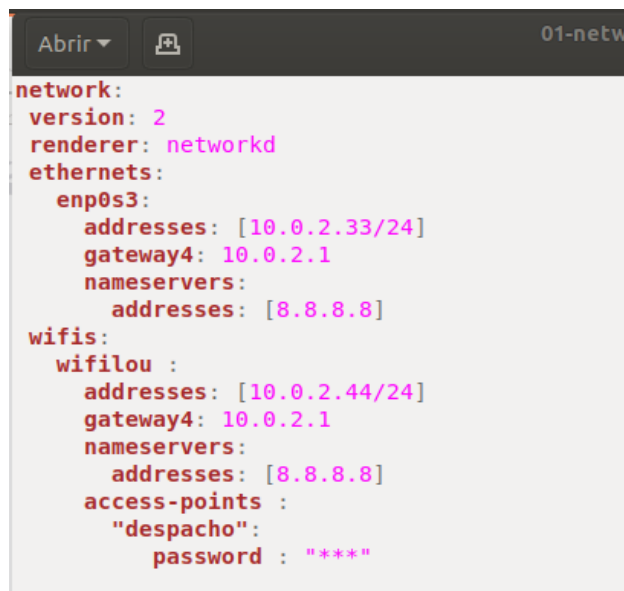 Abrir
01-netw
network:
 version: 2
 renderer: networkd
 ethernets:
   enp0s3:
     addresses: [10.0.2.33/24]
     gateway4: 10.0.2.1
     nameservers:
       addresses: [8.8.8.8]
 wifis:
   wifilou :
     addresses: [10.0.2.44/24]
     gateway4: 10.0.2.1
     nameservers:
       addresses: [8.8.8.8]
     access-points :
       "despacho":
          password : "***"